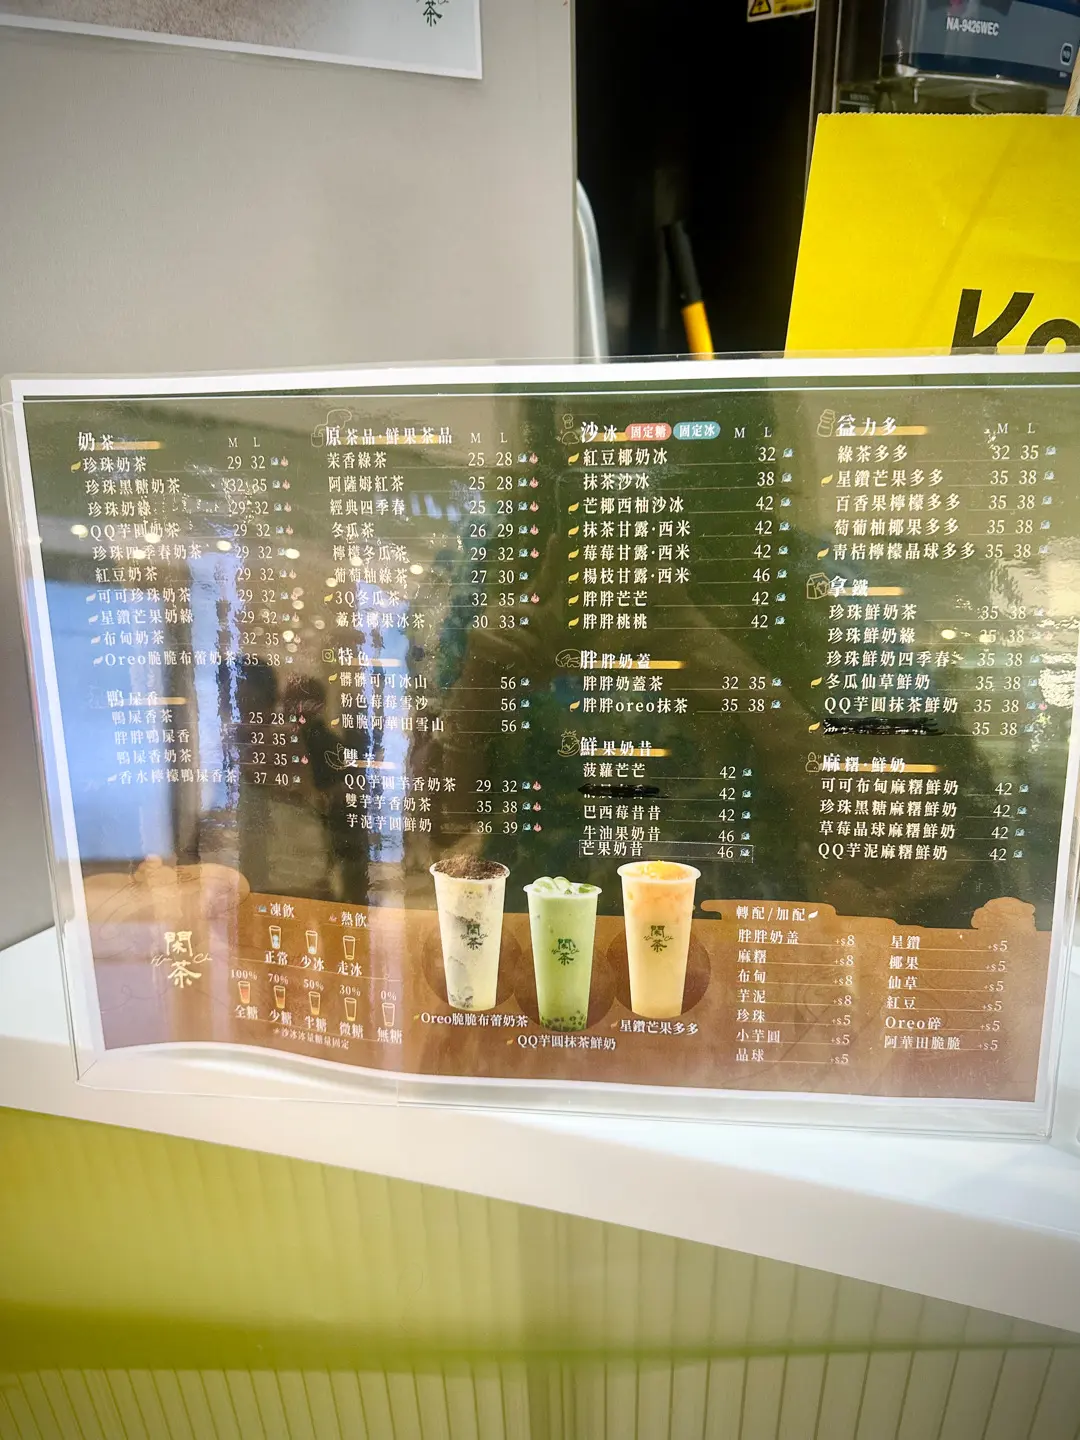 茶
NA-9426WEC
Ko
奶茶 M L
珍珠奶茶 29 32
珍珠黑糖奶茶 32 35
珍珠奶綠 29 32
QQ芋圓奶茶 29 32
珍珠四季春奶茶 29 32
紅豆奶茶 29 32
可可珍珠奶茶 29 32
星鑽芒果奶綠 29 32
布甸奶茶 32 35
Oreo脆脆布蕾奶茶 35 38
鴨屎香
鴨屎香茶 25 28
胖胖鴨屎香 32 35
鴨屎香奶茶 32 35
香水檸檬鴨屎香茶 37 40
原茶品·鮮果茶品 M L
茉香綠茶 25 28
阿薩姆紅茶 25 28
經典四季春 25 28
冬瓜茶 26 29
檸檬冬瓜茶 29 32
葡萄柚綠茶 27 30
3Q冬瓜茶 32 35
荔枝椰果冰茶 30 33
特色
髒髒可可冰山 56
粉色莓莓雪沙 56
脆脆阿華田雪山 56
雙芋
QQ芋圓芋香奶茶 29 32
雙芋芋香奶茶 35 38
芋泥芋圓鮮奶 36 39
沙冰 固定糖 固定冰 M L
紅豆椰奶冰 32
抹茶沙冰 38
芒椰西柚沙冰 42
抹茶甘露·西米 42
莓莓甘露·西米 42
楊枝甘露·西米 46
胖胖芒芒 42
胖胖桃桃 42
胖胖奶蓋
胖胖奶蓋茶 32 35
胖胖oreo抹茶 35 38
鮮果奶昔
菠蘿芒芒 42
42
巴西莓昔昔 42
牛油果奶昔 46
芒果奶昔 46
益力多 M L
綠茶多多 32 35
星鑽芒果多多 35 38
百香果檸檬多多 35 38
葡萄柚椰果多多 35 38
青桔檸檬晶球多多 35 38
拿鐵
珍珠鮮奶茶 35 38
珍珠鮮奶綠 35 38
珍珠鮮奶四季春 35 38
冬瓜仙草鮮奶 35 38
QQ芋圓抹茶鮮奶 35 38
35 38
麻糬·鮮奶
可可布甸麻糬鮮奶 42
珍珠黑糖麻糬鮮奶 42
草莓晶球麻糬鮮奶 42
QQ芋泥麻糬鮮奶 42
閑茶
凍飲 熱飲
正常 少冰 走冰
100% 70% 50% 30% 0%
全糖 少糖 半糖 微糖 無糖
*沙冰冰量糖量固定
閑茶
閑茶
閑茶
Oreo脆脆布蕾奶茶
QQ芋圓抹茶鮮奶
星鑽芒果多多
轉配/加配
胖胖奶蓋 +$8
麻糬 +$8
布甸 +$8
芋泥 +$8
珍珠 +$5
小芋圓 +$5
晶球 +$5
星鑽 +$5
椰果 +$5
仙草 +$5
紅豆 +$5
Oreo碎 +$5
阿華田脆脆 +$5